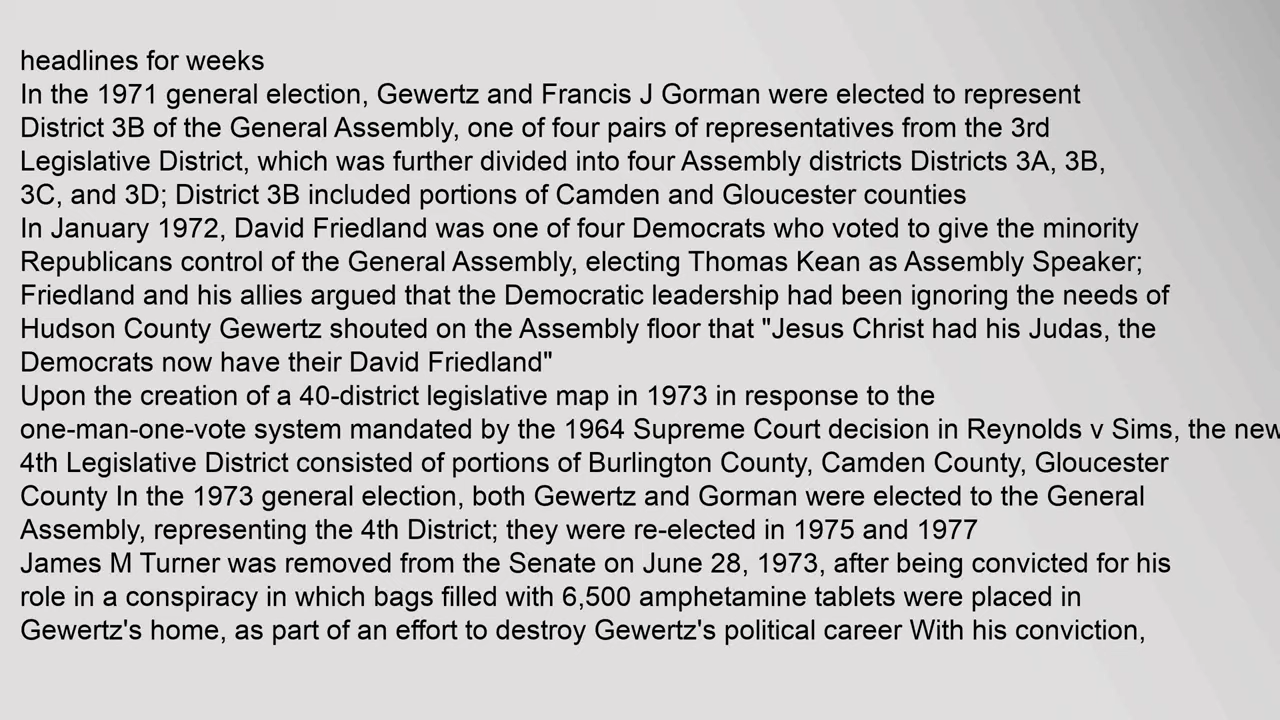 headlines for weeks
In the 1971 general election, Gewertz and Francis J Gorman were elected to represent
District 3B of the General Assembly, one of four pairs of representatives from the 3rd
Legislative District, which was further divided into four Assembly districts Districts 3A, 3B,
3C, and 3D; District 3B included portions of Camden and Gloucester counties
In January 1972, David Friedland was one of four Democrats who voted to give the minority
Republicans control of the General Assembly, electing Thomas Kean as Assembly Speaker;
Friedland and his allies argued that the Democratic leadership had been ignoring the needs of
Hudson County Gewertz shouted on the Assembly floor that "Jesus Christ had his Judas, the
Democrats now have their David Friedland"
Upon the creation of a 40-district legislative map in 1973 in response to the
one-man-one-vote system mandated by the 1964 Supreme Court decision in Reynolds v Sims, the new
4th Legislative District consisted of portions of Burlington County, Camden County, Gloucester
County In the 1973 general election, both Gewertz and Gorman were elected to the General
Assembly, representing the 4th District; they were re-elected in 1975 and 1977
James M Turner was removed from the Senate on June 28, 1973, after being convicted for his
role in a conspiracy in which bags filled with 6,500 amphetamine tablets were placed in
Gewertz's home, as part of an effort to destroy Gewertz's political career With his conviction,